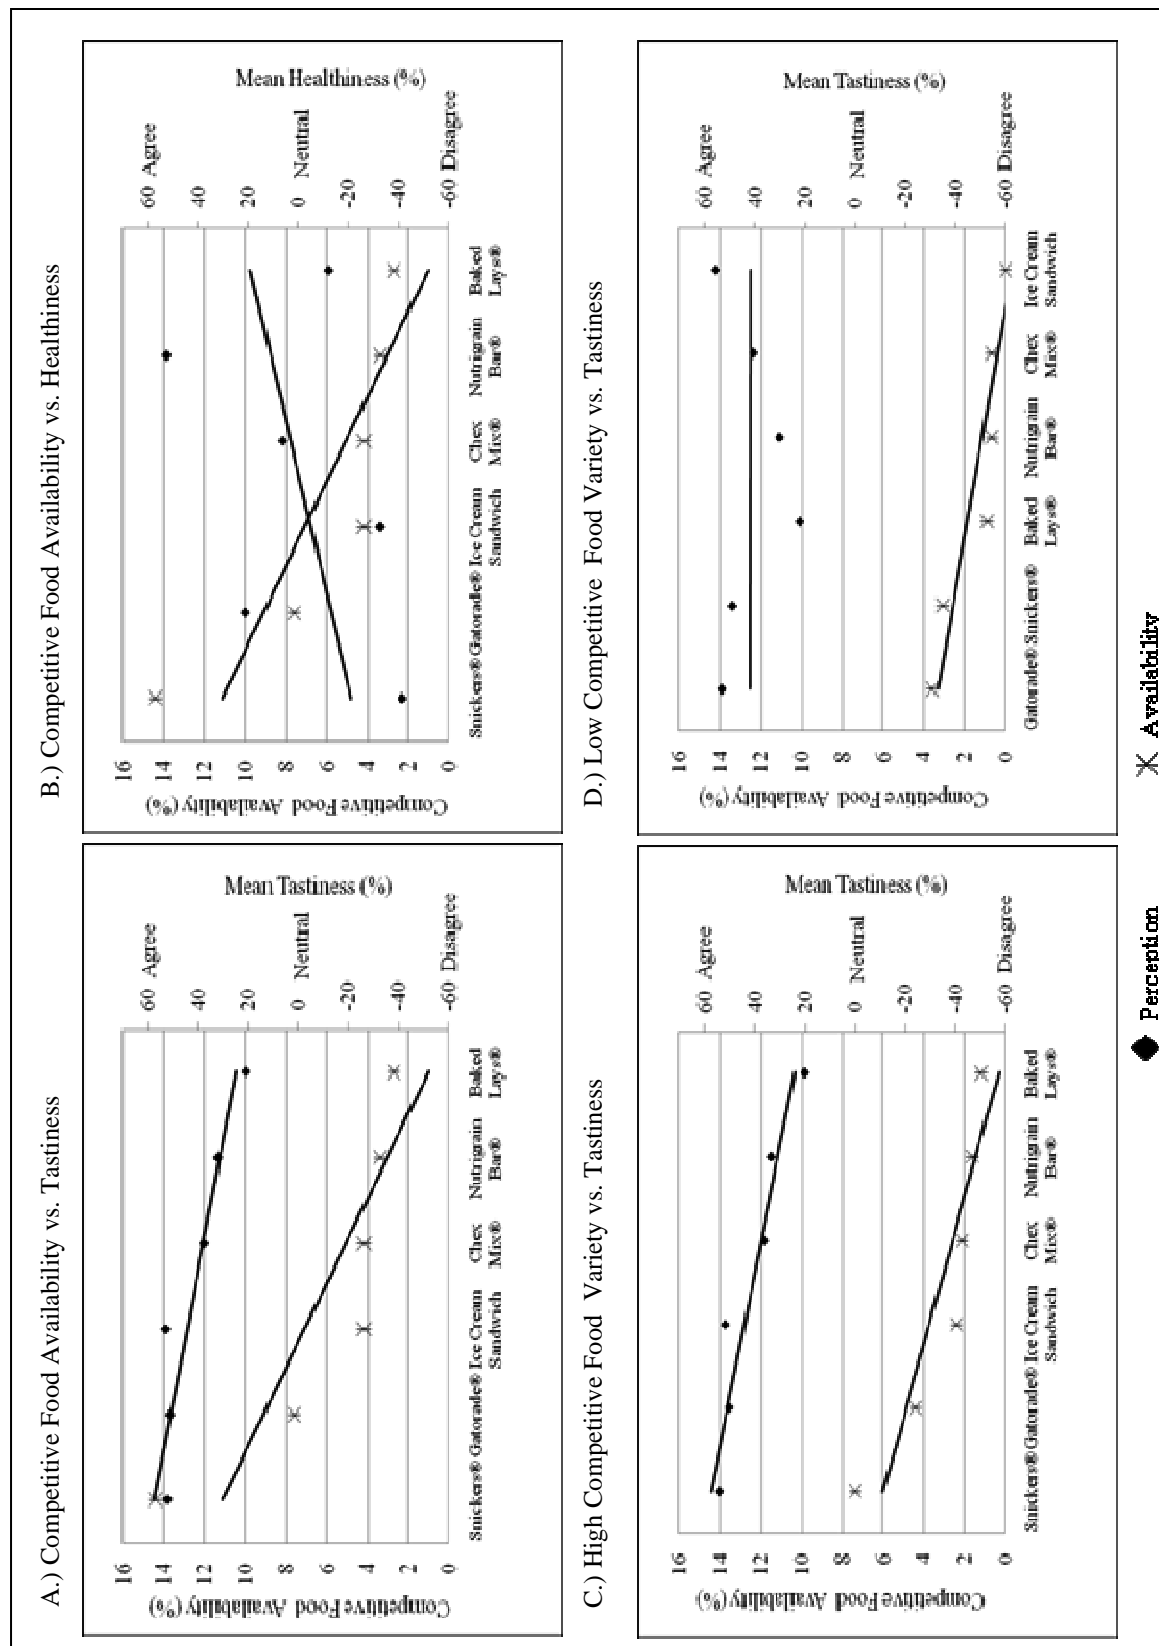 A.) Competitive Food Availability vs. Tastiness
Competitive Food Availability (%)
16
14
12
10
8
6
4
2
0
Mean Tastiness (%)
60 Agree
40
20
0 Neutral
-20
-40
-60 Disagree
Snickers® Gatorade® Ice Cream Sandwich Chex Mix® Nutrigrain Bar® Baked Lays®
B.) Competitive Food Availability vs. Healthiness
Competitive Food Availability (%)
16
14
12
10
8
6
4
2
0
Mean Healthiness (%)
60 Agree
40
20
0 Neutral
-20
-40
-60 Disagree
Snickers® Gatorade® Ice Cream Sandwich Chex Mix® Nutrigrain Bar® Baked Lays®
C.) High Competitive Food Variety vs. Tastiness
Competitive Food Availability (%)
16
14
12
10
8
6
4
2
0
Mean Tastiness (%)
60 Agree
40
20
0 Neutral
-20
-40
-60 Disagree
Snickers® Gatorade® Ice Cream Sandwich Chex Mix® Nutrigrain Bar® Baked Lays®
D.) Low Competitive Food Variety vs. Tastiness
Competitive Food Availability (%)
16
14
12
10
8
6
4
2
0
Mean Tastiness (%)
60 Agree
40
20
0 Neutral
-20
-40
-60 Disagree
Gatorade® Snickers® Baked Lays® Nutrigrain Bar® Chex Mix® Ice Cream Sandwich
Perception
Availability